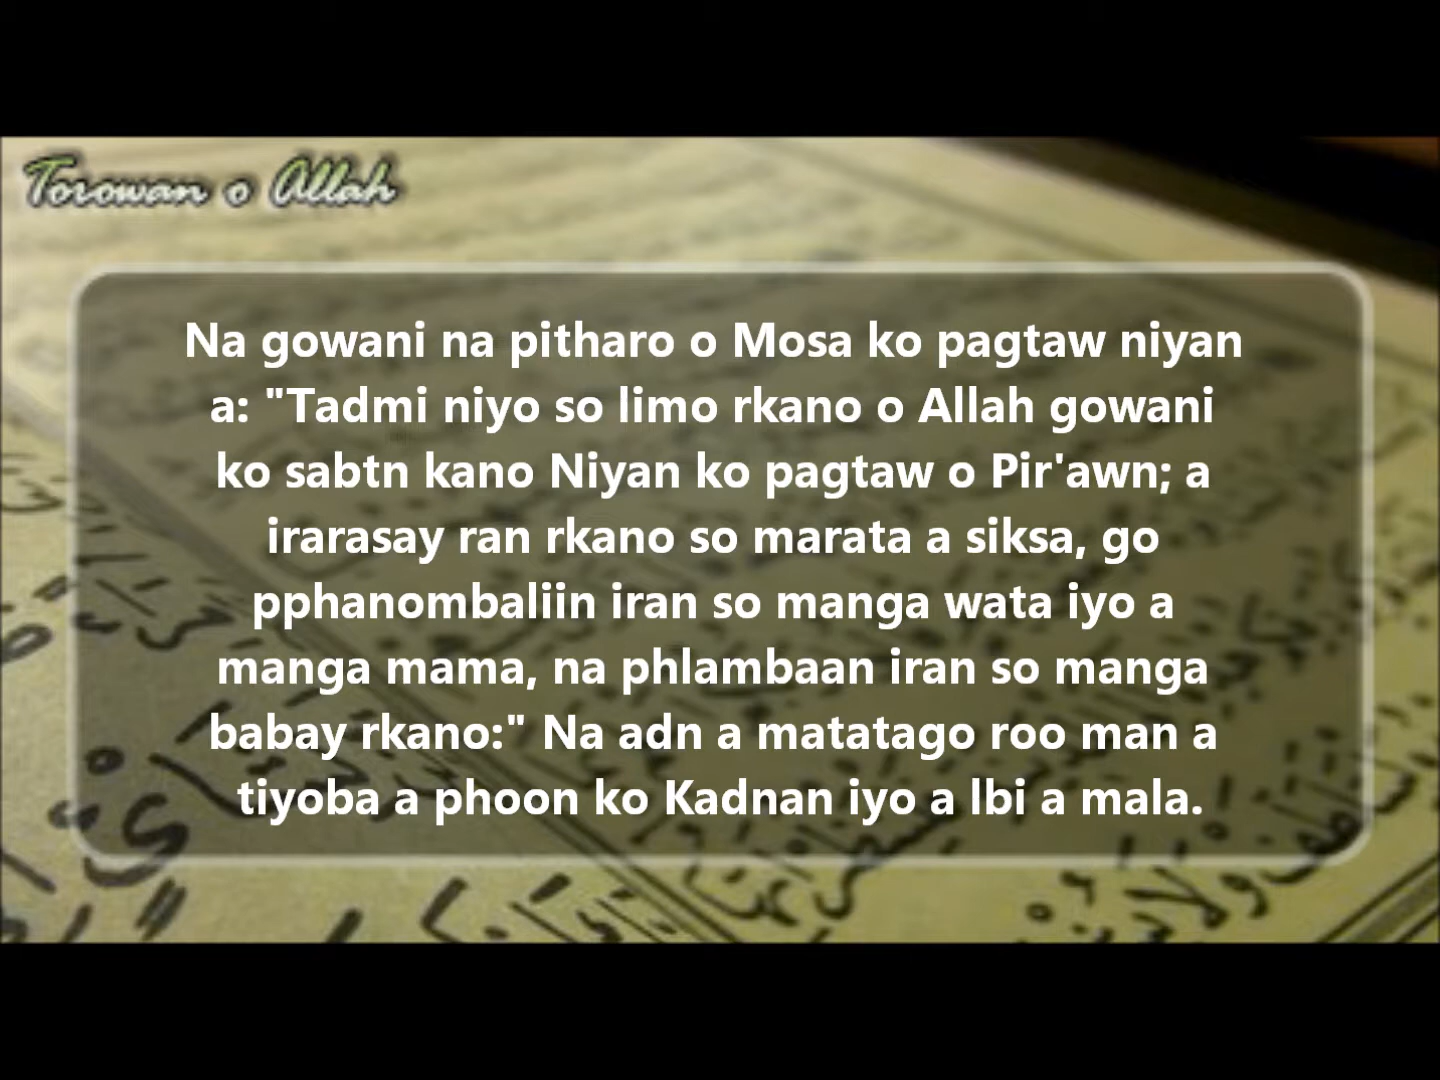 Torowan o Allah
Na gowani na pitharo o Mosa ko pagtaw niyan
a: "Tadmi niyo so limo rkano o Allah gowani
ko sabtn kano Niyan ko pagtaw o Pir'awn; a
irarasay ran rkano so marata a siksa, go
pphanombaliin iran so manga wata iyo a
manga mama, na phlambaan iran so manga
babay rkano:" Na adn a matatago roo man a
tiyoba a phoon ko Kadnan iyo a lbi a mala.